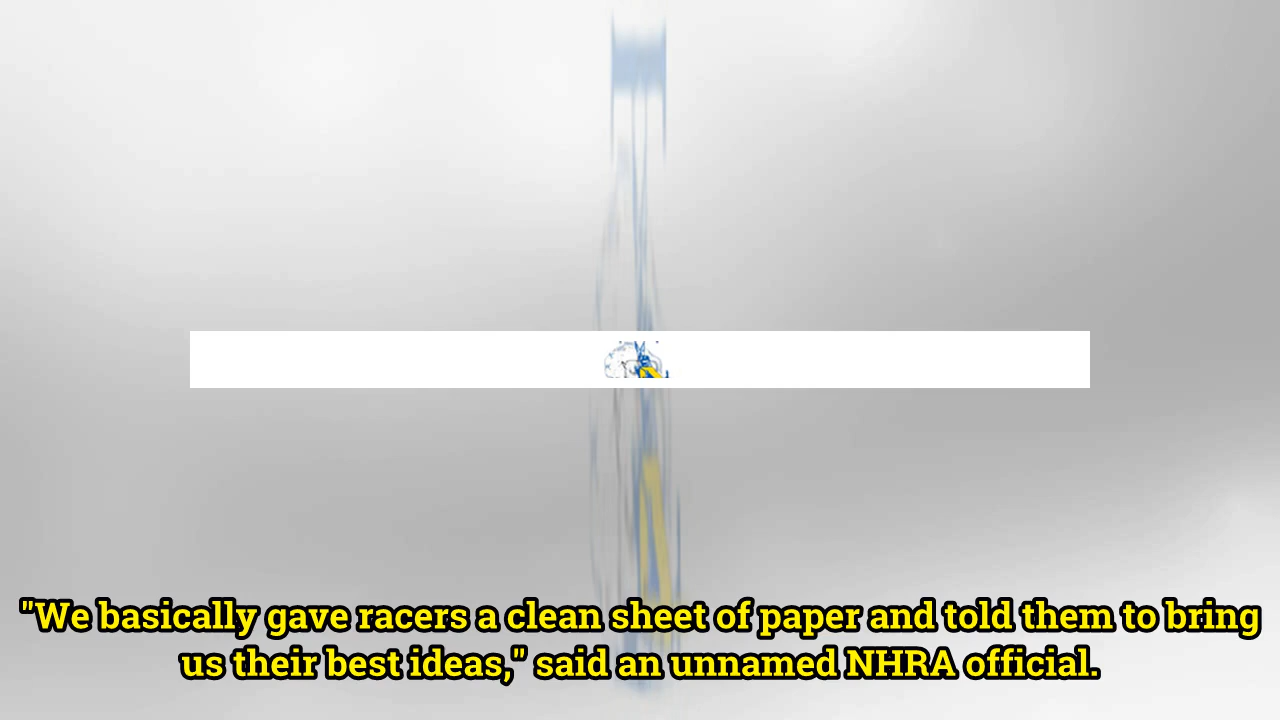 "We basically gave racers a clean sheet of paper and told them to bring
us their best ideas," said an unnamed NHRA official.